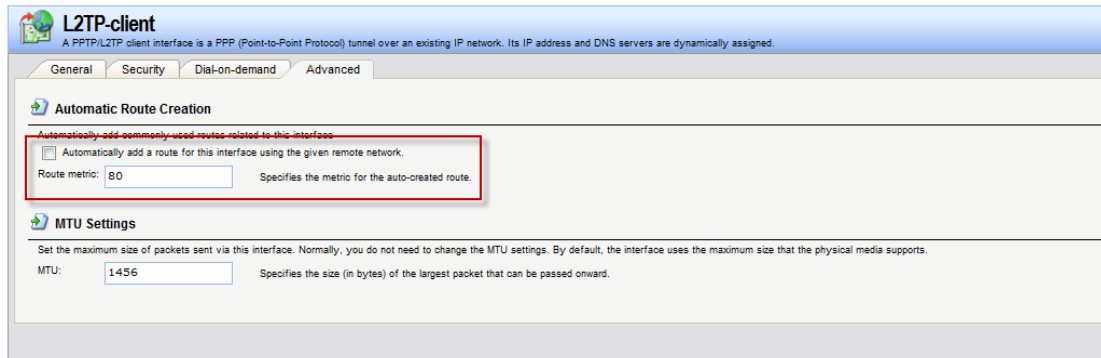 L2TP-client
A PPTP/L2TP client interface is a PPP (Point-to-Point Protocol) tunnel over an existing IP network. Its IP address and DNS servers are dynamically assigned.
General Security Dial-on-demand Advanced
Automatic Route Creation
Automatically add commonly used routes related to this interface
Automatically add a route for this interface using the given remote network.
Route metric: 80 Specifies the metric for the auto-created route.
MTU Settings
Set the maximum size of packets sent via this interface. Normally, you do not need to change the MTU settings. By default, the interface uses the maximum size that the physical media supports.
MTU: 1456 Specifies the size (in bytes) of the largest packet that can be passed onward.